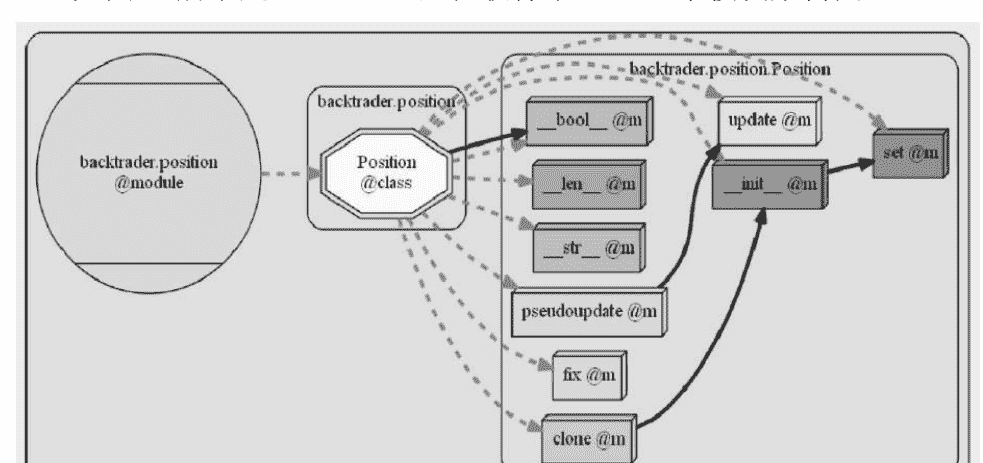 backtrader.position
@module
backtrader.position
Position
@class
backtrader.position.Position
__bool__ @m
update @m
set @m
__len__ @m
__init__ @m
__str__ @m
pseudoupdate @m
fix @m
clone @m